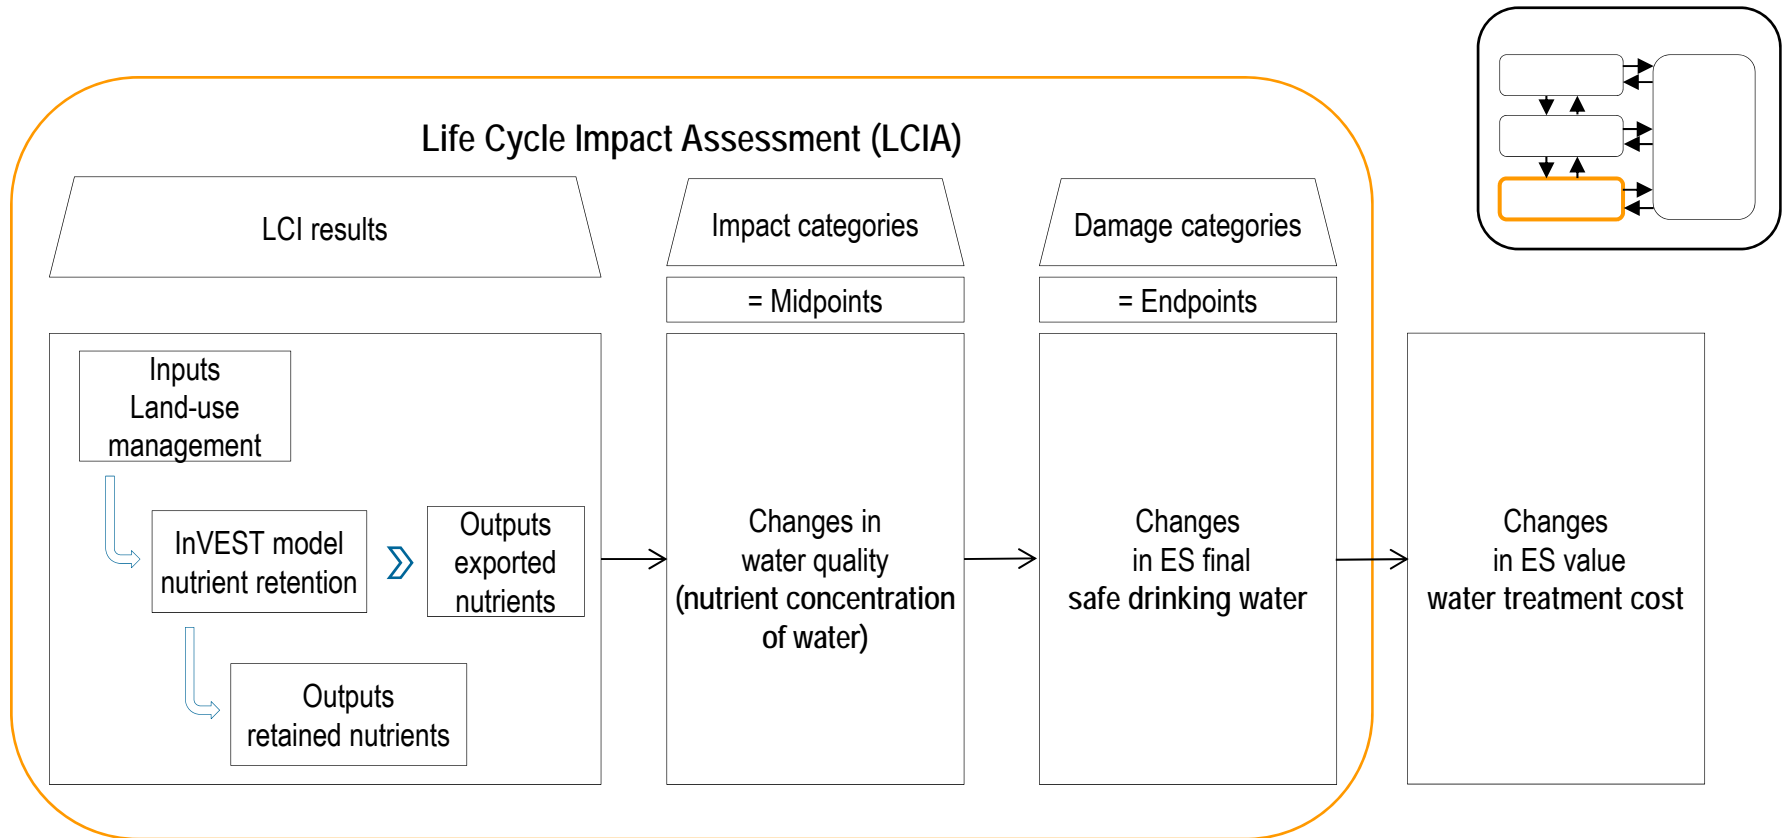 Life Cycle Impact Assessment (LCIA)
LCI results
Impact categories
Damage categories
= Midpoints
= Endpoints
Inputs
Land-use
management
InVEST model
nutrient retention
Outputs
exported
nutrients
Outputs
retained nutrients
Changes in
water quality
(nutrient concentration
of water)
Changes
in ES final
safe drinking water
Changes
in ES value
water treatment cost